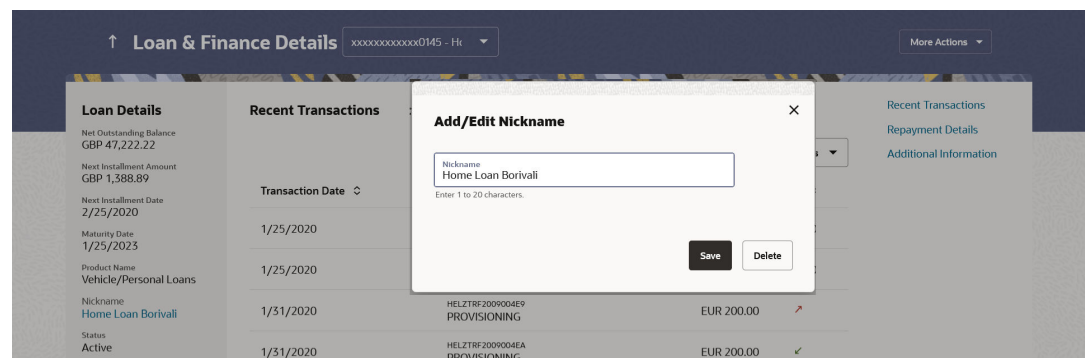 ↑ Loan & Finance Details xxxxxxxxxxxx0145 - Ho
More Actions
Loan Details
Net Outstanding Balance
GBP 47,222.22
Next Installment Amount
GBP 1,388.89
Next Installment Date
2/25/2020
Maturity Date
1/25/2023
Product Name
Vehicle/Personal Loans
Nickname
Home Loan Borivali
Status
Active
Recent Transactions
Transaction Date
1/25/2020
1/25/2020
1/31/2020
HELZTRF2009004E9
PROVISIONING
EUR 200.00
1/31/2020
HELZTRF2009004EA
PROVISIONING
EUR 200.00
Add/Edit Nickname
Nickname
Home Loan Borivali
Enter 1 to 20 characters.
Save
Delete
Recent Transactions
Repayment Details
Additional Information